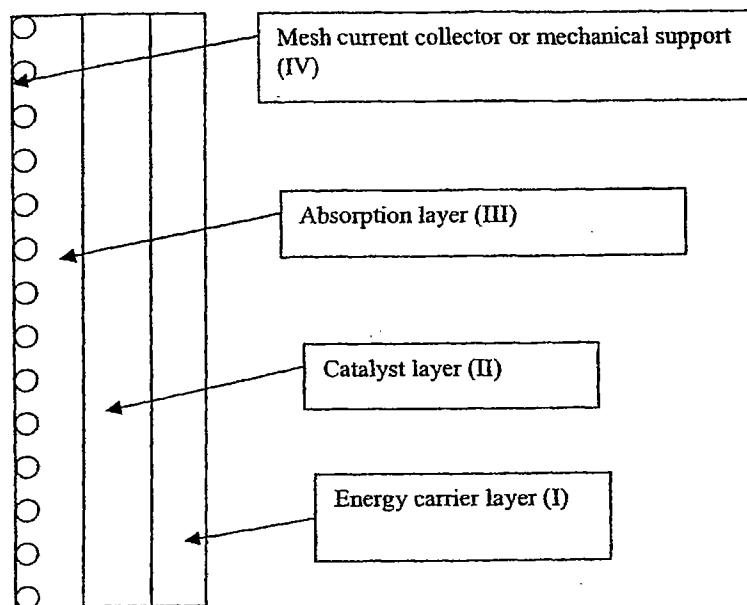 Mesh current collector or mechanical support
(IV)
Absorption layer (III)
Catalyst layer (II)
Energy carrier layer (I)